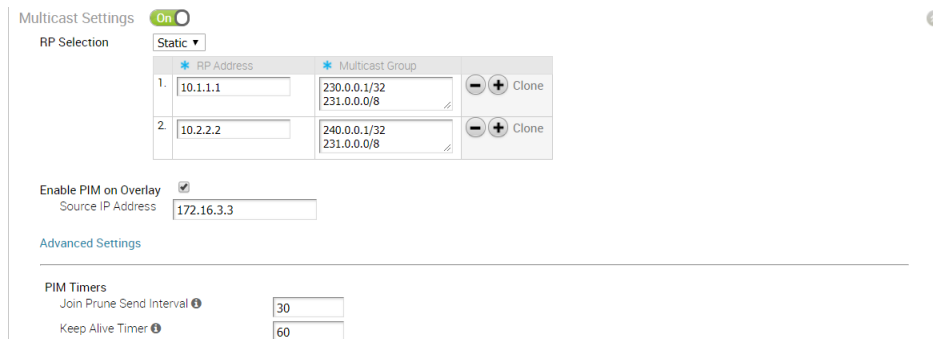 Multicast Settings On
RP Selection Static ▼
* RP Address * Multicast Group
1. 10.1.1.1 230.0.0.1/32 Clone
231.0.0.0/8
2. 10.2.2.2 240.0.0.1/32 Clone
231.0.0.0/8
Enable PIM on Overlay
Source IP Address 172.16.3.3
Advanced Settings
PIM Timers
Join Prune Send Interval 30
Keep Alive Timer 60